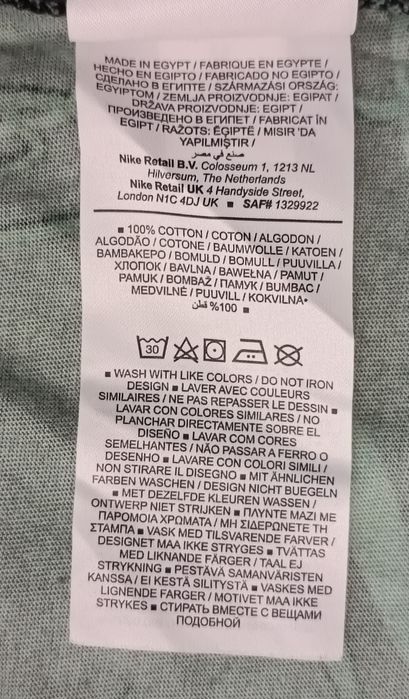 MADE IN EGYPT / FABRIQUE EN EGYPTE /
HECHO EN EGIPTO / FABRICADO NO EGIPTO /
СДЕЛАНО В ЕГИПТЕ / SZÁRMAZÁSI ORSZÁG:
EGYIPTOM / ZEMLJA PROIZVODNJE: EGIPAT /
DRŽAVA PROIZVODNJE: EGIPT /
ПРОИЗВЕДЕНО В ЕГИПЕТ / FABRICAT ÎN
EGIPT / RAŽOTS: ĒĢIPTĒ / MISIR 'DA
YAPILMIŞTIR /
صنع في مصر
Nike Retail B.V. Colosseum 1, 1213 NL
Hilversum, The Netherlands
Nike Retail UK 4 Handyside Street,
London N1C 4DJ UK ▪ SAF# 1329922
▪ 100% COTTON / COTON / ALGODON /
ALGODÃO / COTONE / BAUMWOLLE / KATOEN /
ΒΑΜΒΑΚΕΡΟ / BOMULD / BOMULL / PUUVILLA /
ХЛОПОК / BAVLNA / BAWEŁNA / PAMUT /
PAMUK / BOMBAŽ / ПАМУК / BUMBAC /
MEDVILNĖ / PUUVILL / KOKVILNA▪
%100 قطن ▪
30
▪ WASH WITH LIKE COLORS / DO NOT IRON
DESIGN ▪ LAVER AVEC COULEURS
SIMILAIRES / NE PAS REPASSER LE DESSIN ▪
LAVAR CON COLORES SIMILARES / NO
PLANCHAR DIRECTAMENTE SOBRE EL
DISEÑO ▪ LAVAR COM CORES
SEMELHANTES / NÃO PASSAR A FERRO O
DESENHO ▪ LAVARE CON COLORI SIMILI /
NON STIRARE IL DISEGNO ▪ MIT ÄHNLICHEN
FARBEN WASCHEN / DESIGN NICHT BUEGELN
▪ MET DEZELFDE KLEUREN WASSEN /
ONTWERP NIET STRIJKEN ▪ ΠΛΥΝΤΕ ΜΑΖΙ ΜΕ
ΠΑΡΟΜΟΙΑ ΧΡΩΜΑΤΑ / ΜΗ ΣΙΔΕΡΩΝΕΤΕ ΤΗ
ΣΤΑΜΠΑ ▪ VASK MED TILSVARENDE FARVER /
DESIGNET MAA IKKE STRYGES ▪ TVÄTTAS
MED LIKNANDE FÄRGER / TAAL EJ
STRYKNING ▪ PESTÄVÄ SAMANVÄRISTEN
KANSSA / EI KESTÄ SILITYSTÄ ▪ VASKES MED
LIGNENDE FARGER / MOTIVET MAA IKKE
STRYKES ▪ СТИРАТЬ ВМЕСТЕ С ВЕЩАМИ
ПОДОБНОЙ